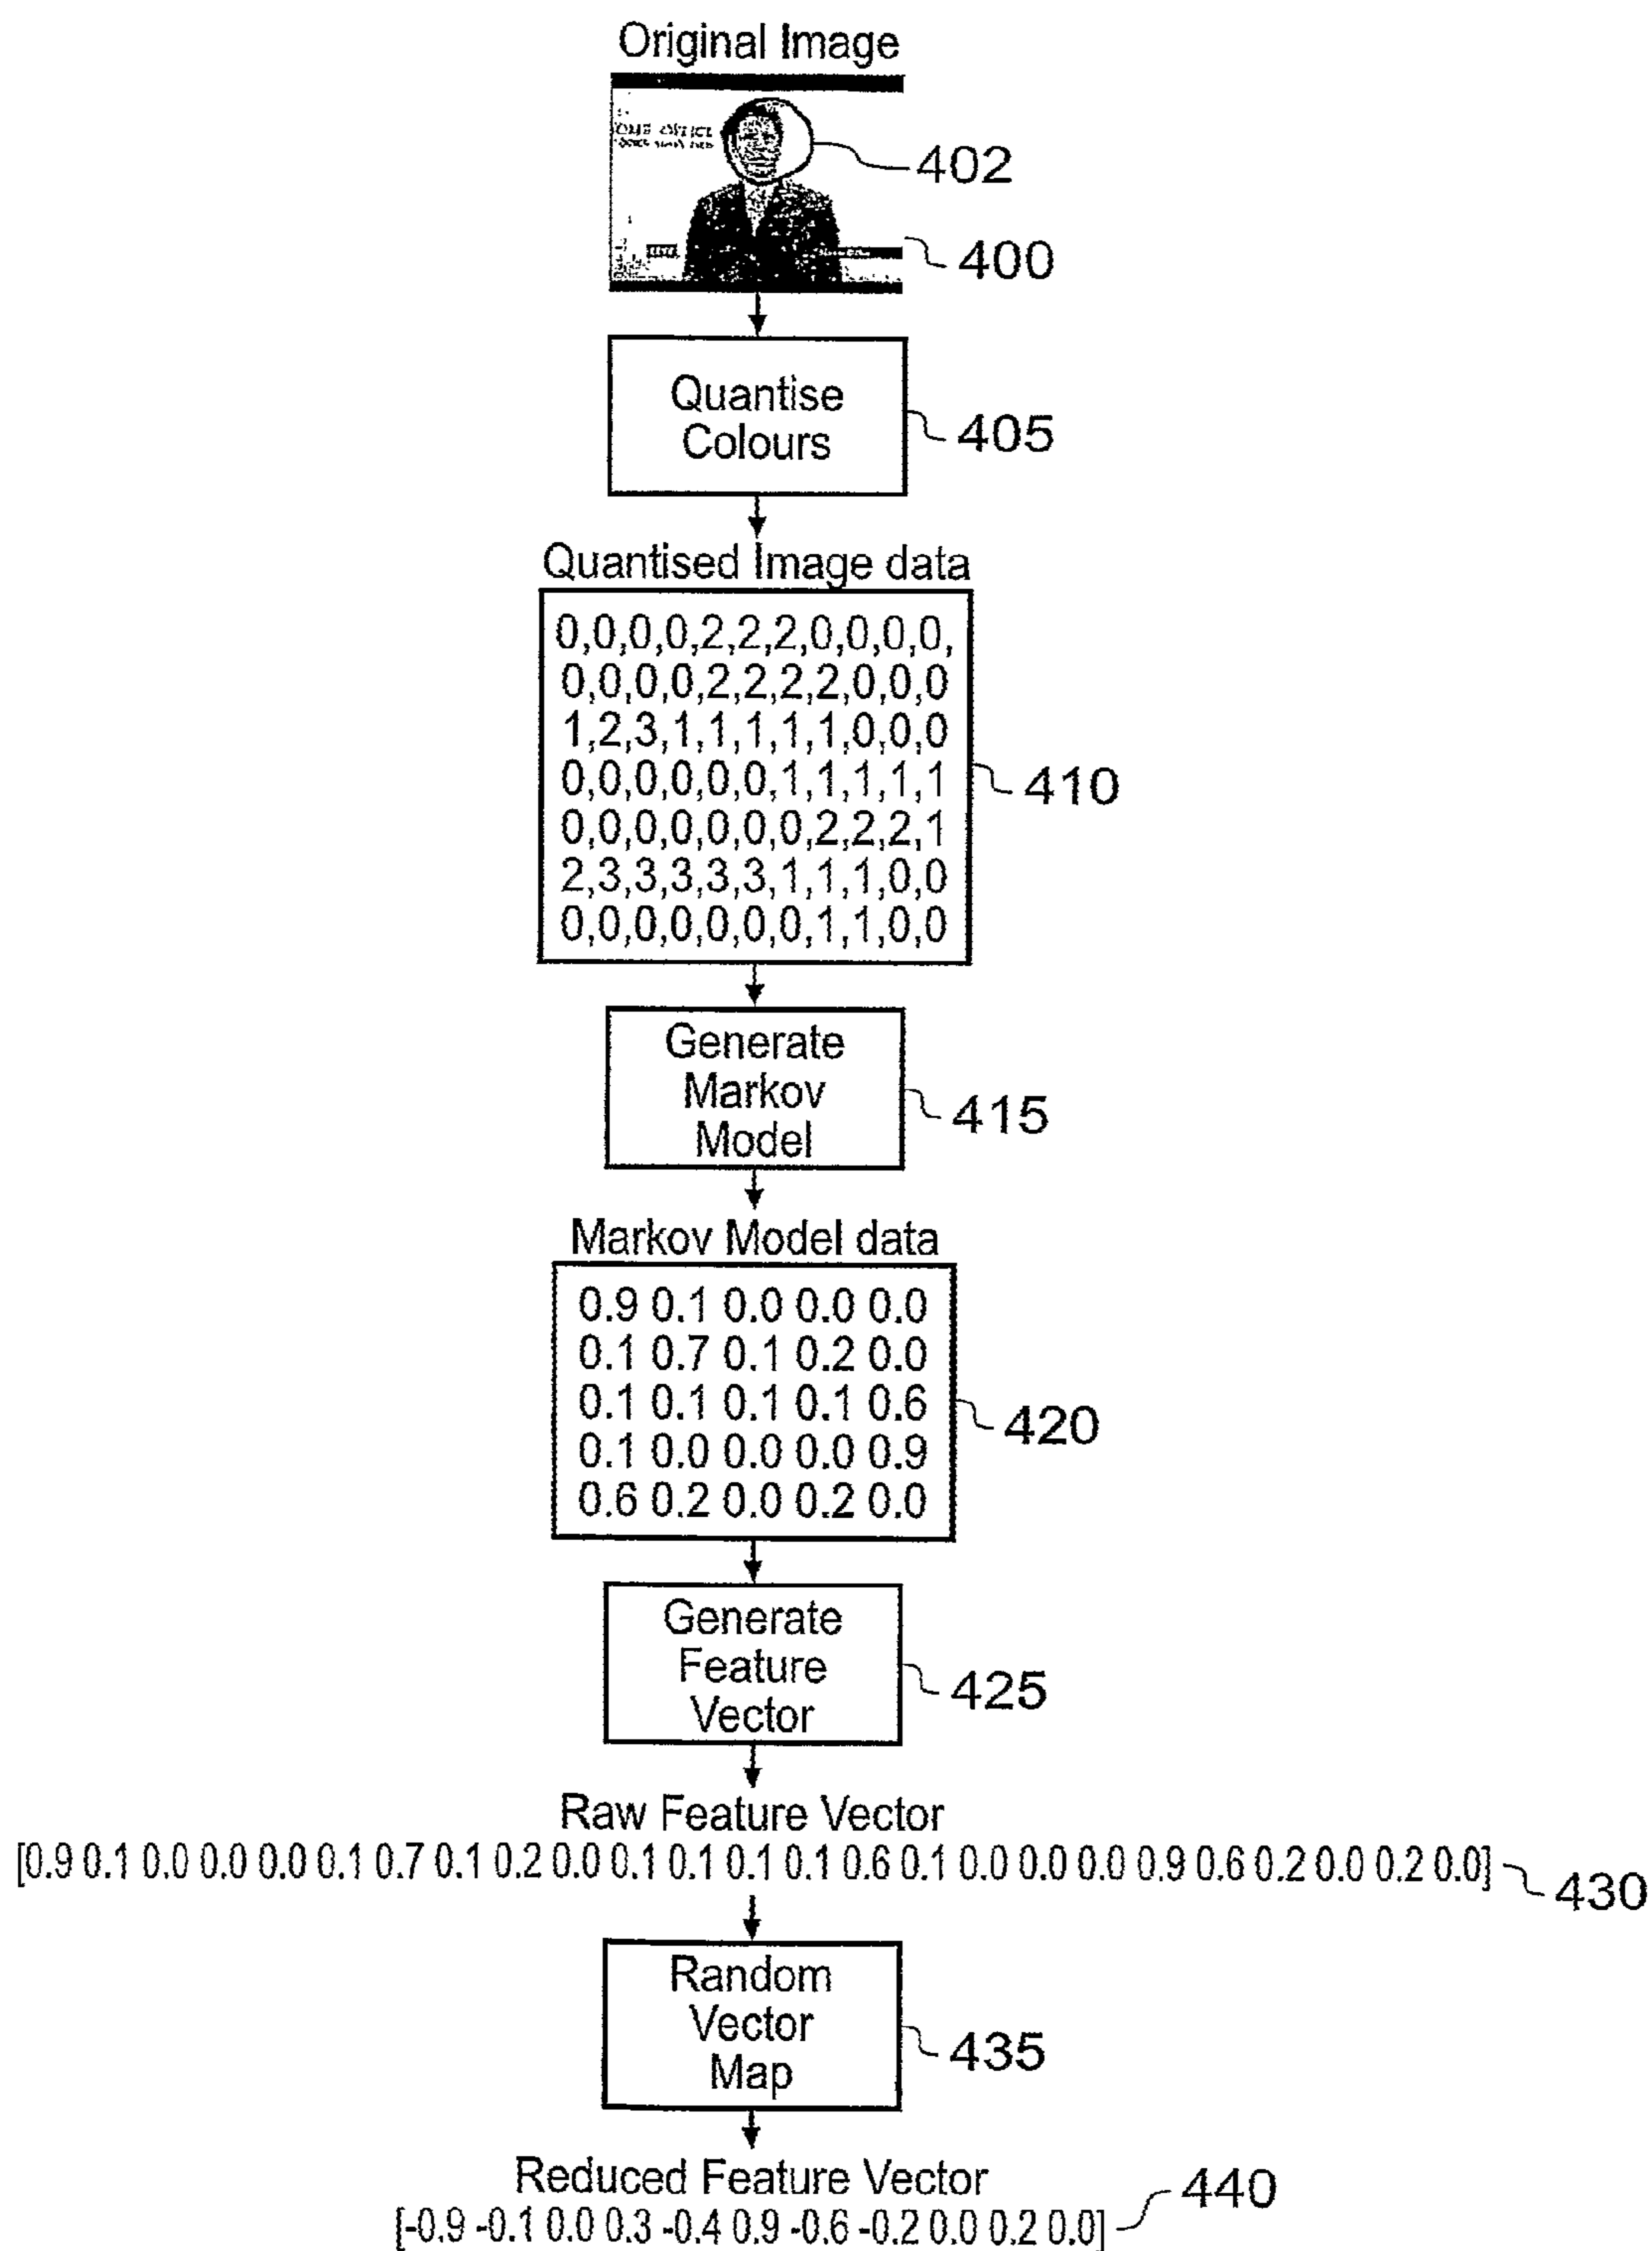 Original Image
402
400
Quantise
Colours
405
Quantised Image data
0,0,0,0,2,2,2,0,0,0,0,
0,0,0,0,2,2,2,2,0,0,0
1,2,3,1,1,1,1,1,0,0,0
0,0,0,0,0,0,1,1,1,1,1
0,0,0,0,0,0,0,2,2,2,1
2,3,3,3,3,3,1,1,1,0,0
0,0,0,0,0,0,0,1,1,0,0
410
Generate
Markov
Model
415
Markov Model data
0.9 0.1 0.0 0.0 0.0
0.1 0.7 0.1 0.2 0.0
0.1 0.1 0.1 0.1 0.6
0.1 0.0 0.0 0.0 0.9
0.6 0.2 0.0 0.2 0.0
420
Generate
Feature
Vector
425
Raw Feature Vector
[0.9 0.1 0.0 0.0 0.0 0.1 0.7 0.1 0.2 0.0 0.1 0.1 0.1 0.1 0.6 0.1 0.0 0.0 0.0 0.9 0.6 0.2 0.0 0.2 0.0]
430
Random
Vector
Map
435
Reduced Feature Vector
[-0.9 -0.1 0.0 0.3 -0.4 0.9 -0.6 -0.2 0.0 0.2 0.0]
440